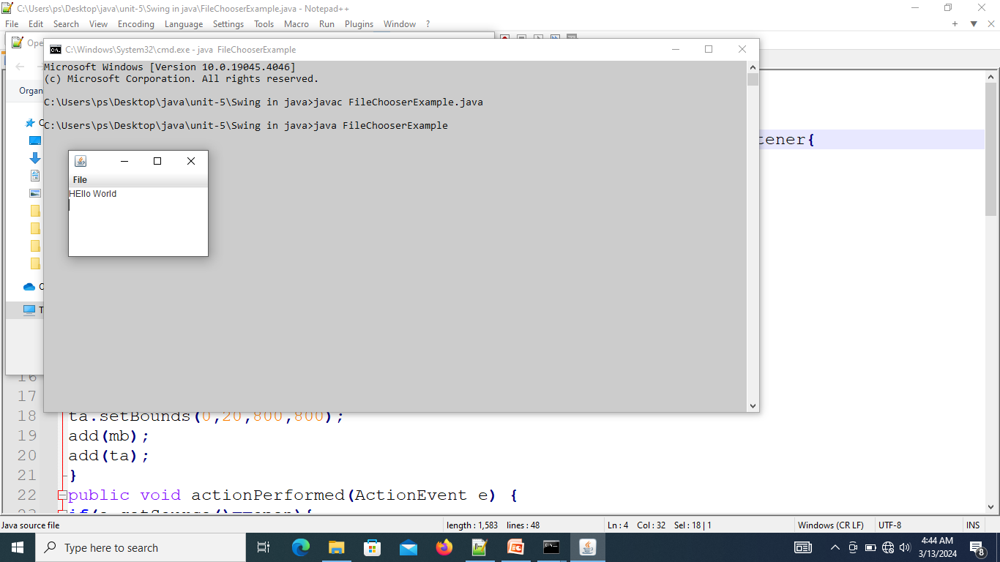 C:\Users\ps\Desktop\java\unit-5\Swing in java\FileChooserExample.java - Notepad++
File Edit Search View Encoding Language Settings Tools Macro Run Plugins Window ?
C:\Windows\System32\cmd.exe - java FileChooserExample
Microsoft Windows [Version 10.0.19045.4046]
(c) Microsoft Corporation. All rights reserved.
C:\Users\ps\Desktop\java\unit-5\Swing in java>javac FileChooserExample.java
C:\Users\ps\Desktop\java\unit-5\Swing in java>java FileChooserExample
File
HEllo World
tener{
16
17
18 ta.setBounds(0,20,800,800);
19 add(mb);
20 add(ta);
21 }
22 public void actionPerformed(ActionEvent e) {
Java source file length : 1,583 lines : 48 Ln : 4 Col : 32 Sel : 18 | 1 Windows (CR LF) UTF-8 INS
Type here to search
4:44 AM
3/13/2024
8